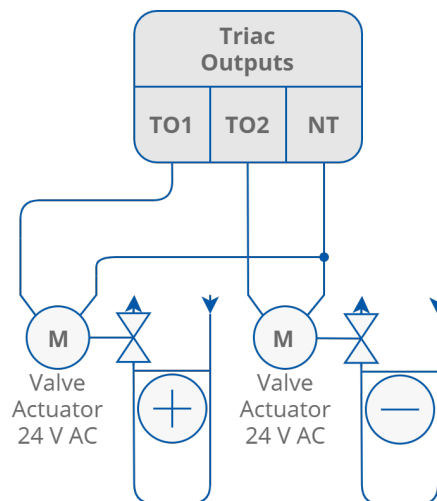 Triac
Outputs
TO1 TO2 NT
M M
Valve
Actuator
24 V AC
Valve
Actuator
24 V AC